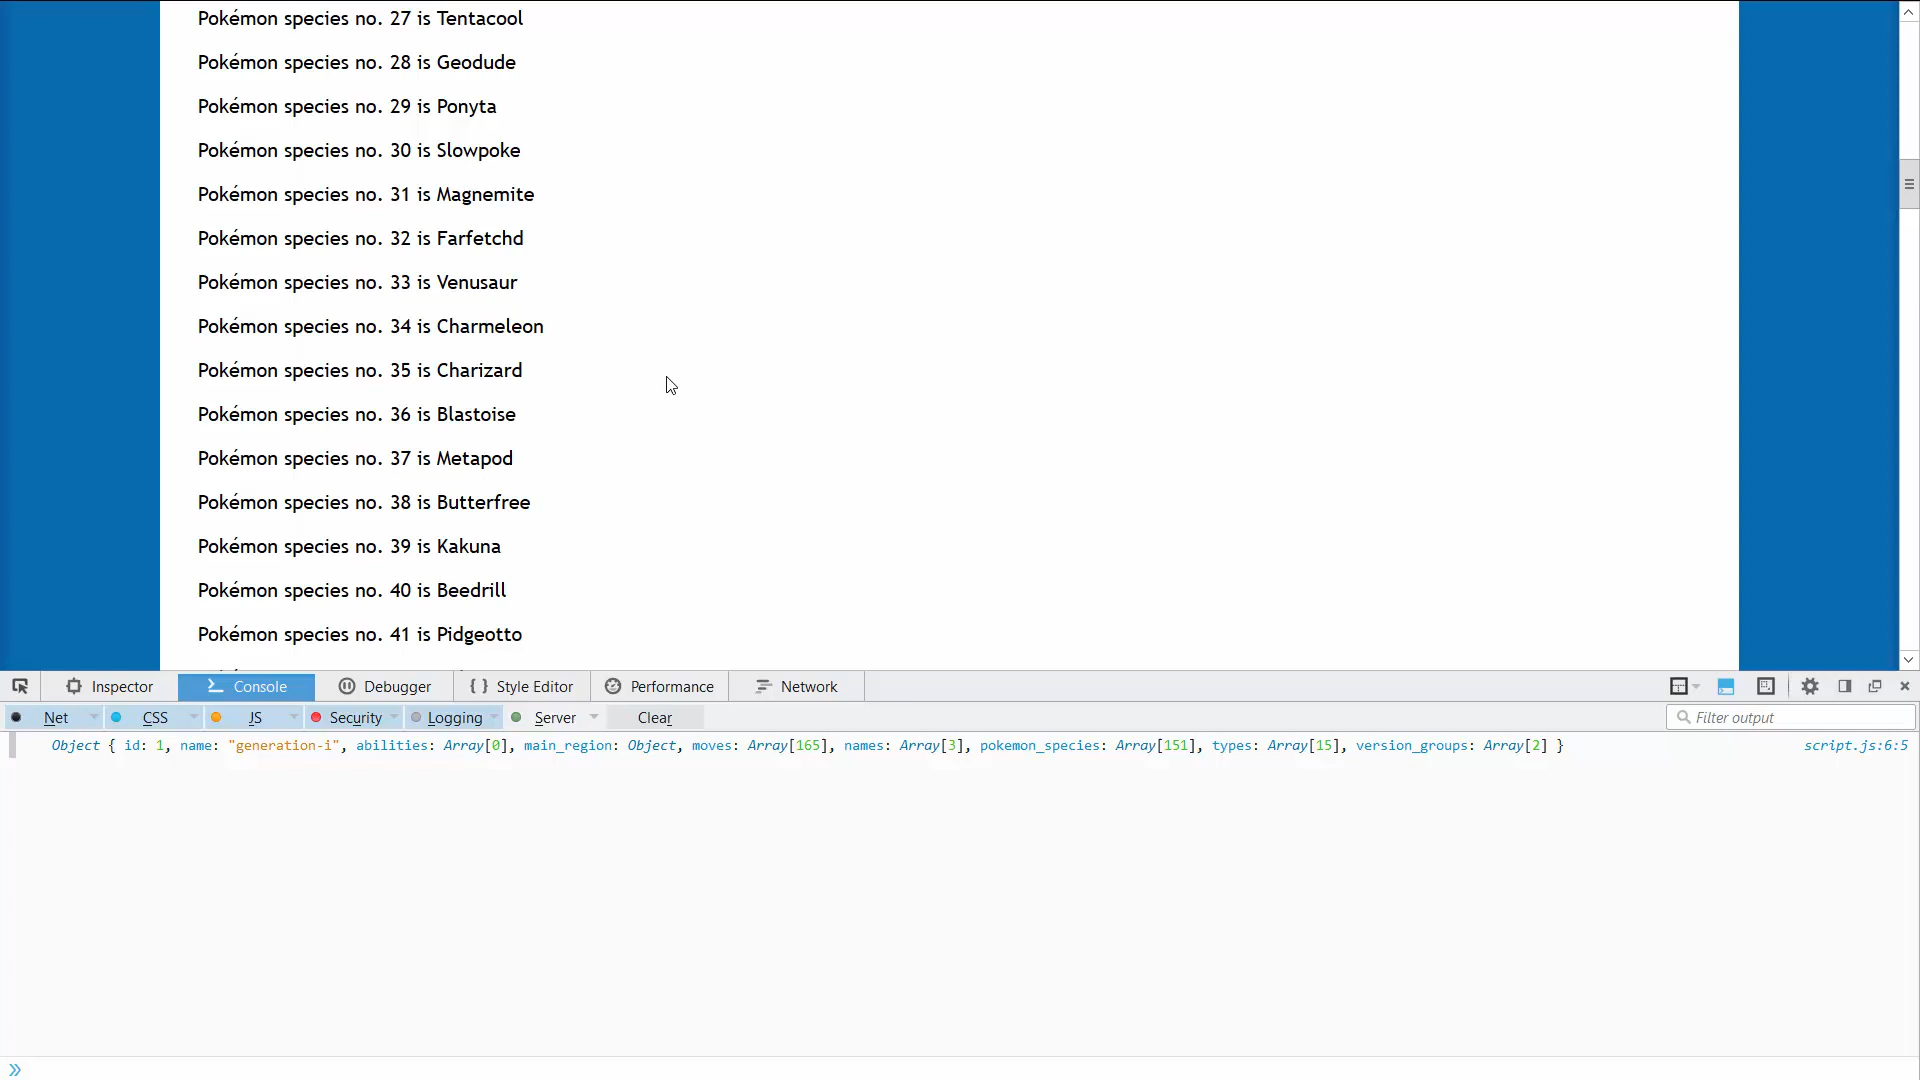 Pokémon species no. 27 is Tentacool
Pokémon species no. 28 is Geodude
Pokémon species no. 29 is Ponyta
Pokémon species no. 30 is Slowpoke
Pokémon species no. 31 is Magnemite
Pokémon species no. 32 is Farfetchd
Pokémon species no. 33 is Venusaur
Pokémon species no. 34 is Charmeleon
Pokémon species no. 35 is Charizard
Pokémon species no. 36 is Blastoise
Pokémon species no. 37 is Metapod
Pokémon species no. 38 is Butterfree
Pokémon species no. 39 is Kakuna
Pokémon species no. 40 is Beedrill
Pokémon species no. 41 is Pidgeotto
Inspector Console Debugger Style Editor Performance Network
Net CSS JS Security Logging Server Clear Filter output
Object { id: 1, name: "generation-i", abilities: Array[0], main_region: Object, moves: Array[165], names: Array[3], pokemon_species: Array[151], types: Array[15], version_groups: Array[2] } script.js:6:5